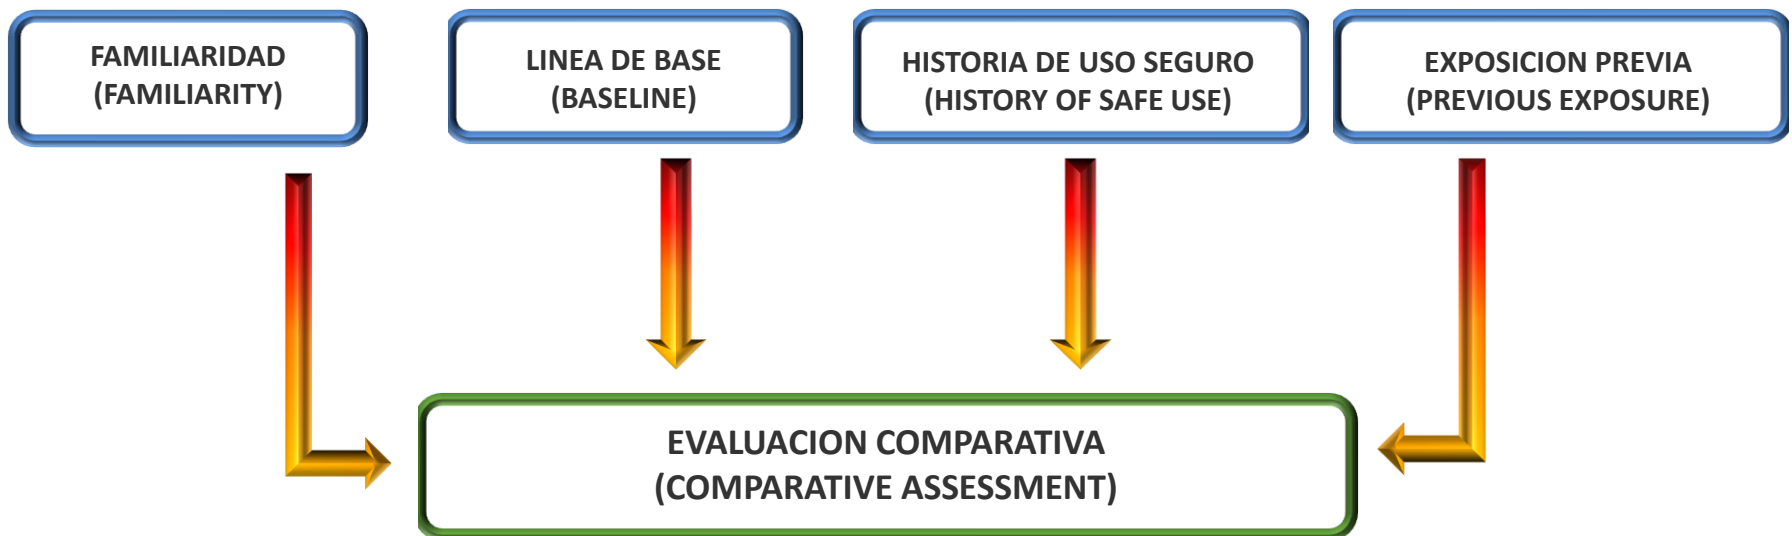 FAMILIARIDAD
(FAMILIARITY)
LINEA DE BASE
(BASELINE)
HISTORIA DE USO SEGURO
(HISTORY OF SAFE USE)
EXPOSICION PREVIA
(PREVIOUS EXPOSURE)
EVALUACION COMPARATIVA
(COMPARATIVE ASSESSMENT)